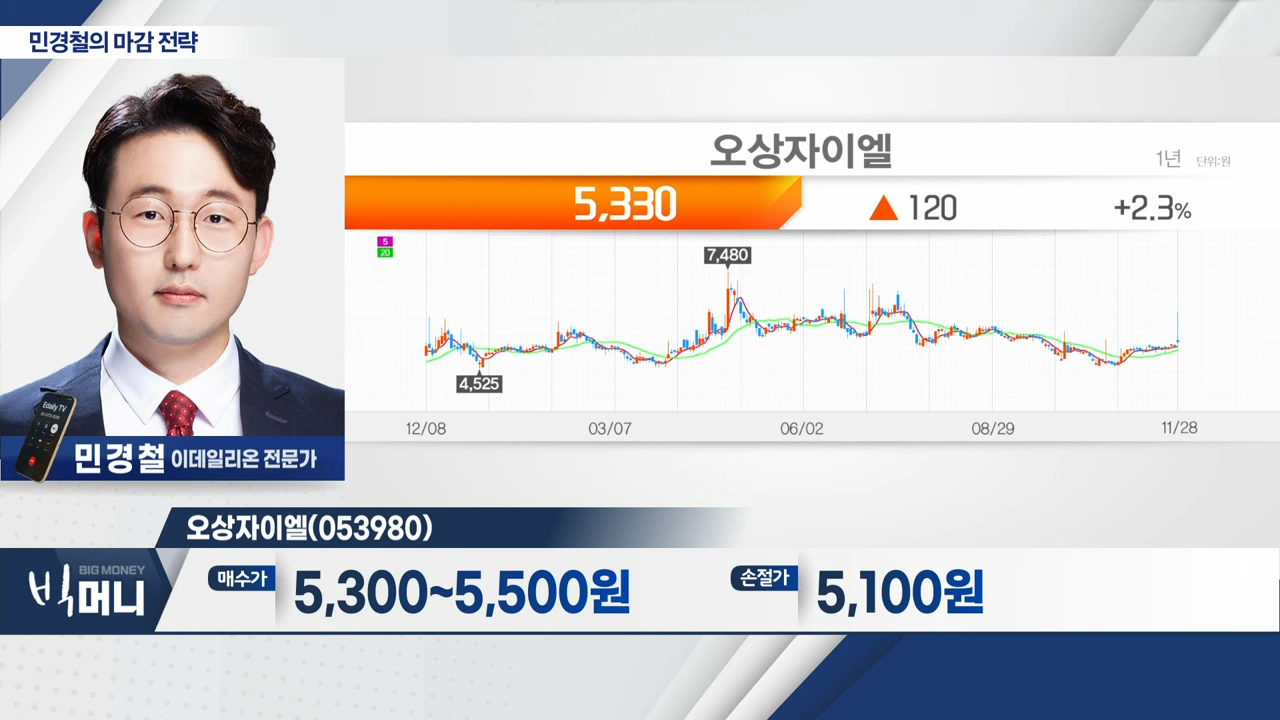 민경철의 마감 전략
오상자이엘
1년 단위:원
5,330
▲ 120
+2.3%
5
20
7,480
4,525
12/08 03/07 06/02 08/29 11/28
Edaily TV
민경철 이데일리온 전문가
오상자이엘(053980)
BIG MONEY
빅머니
매수가 5,300~5,500원
손절가 5,100원